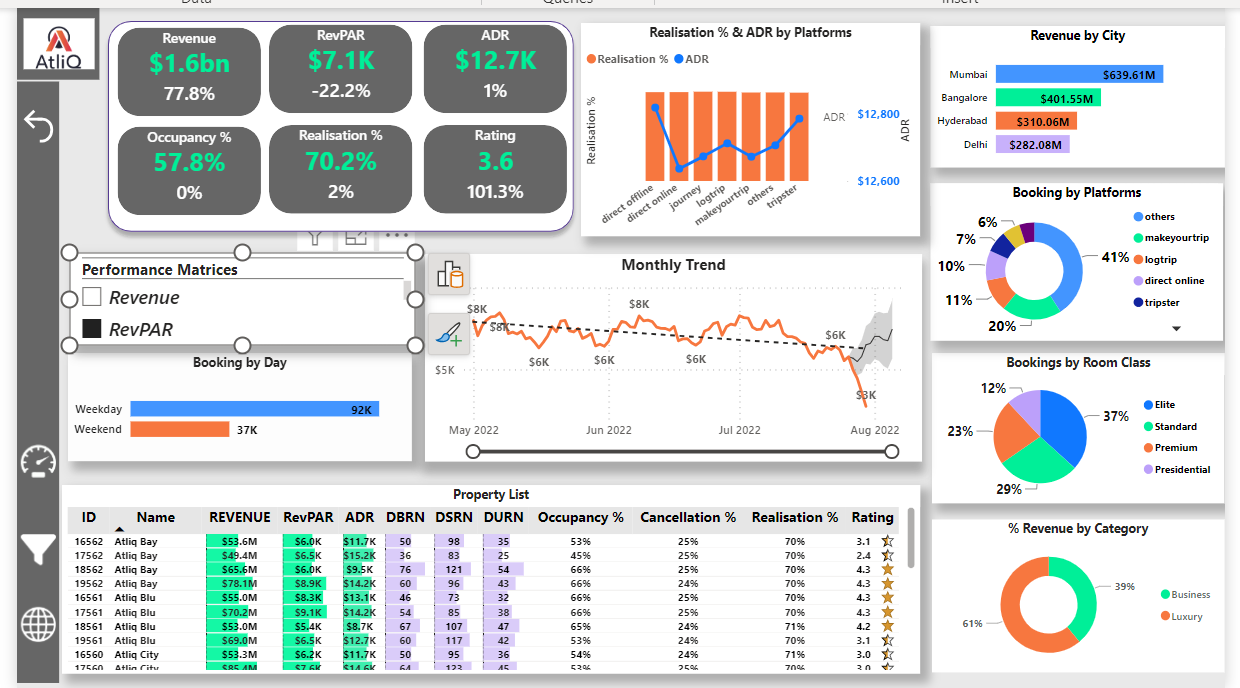 Data Queries Insert
AtliQ
Revenue
$1.6bn
77.8%
RevPAR
$7.1K
-22.2%
ADR
$12.7K
1%
Occupancy %
57.8%
0%
Realisation %
70.2%
2%
Rating
3.6
101.3%
Realisation % & ADR by Platforms
Realisation % ADR
Realisation %
ADR
$12,800
$12,600
ADR
direct offline
direct online
journey
logtrip
makeyourtrip
others
tripster
Revenue by City
Mumbai $639.61M
Bangalore $401.55M
Hyderabad $310.06M
Delhi $282.08M
Booking by Platforms
6%
7%
10%
11%
20%
41%
others
makeyourtrip
logtrip
direct online
tripster
Performance Matrices
Revenue
RevPAR
Booking by Day
Weekday 92K
Weekend 37K
Monthly Trend
$8K
$8K
$6K
$6K
$8K
$6K
$6K
$3K
$5K
May 2022 Jun 2022 Jul 2022 Aug 2022
Bookings by Room Class
12%
23%
29%
37%
Elite
Standard
Premium
Presidential
Property List
ID Name REVENUE RevPAR ADR DBRN DSRN DURN Occupancy % Cancellation % Realisation % Rating
16562 Atliq Bay $53.6M $6.0K $11.7K 50 98 35 53% 25% 70% 3.1
17562 Atliq Bay $49.4M $6.5K $15.2K 36 83 25 45% 25% 70% 2.4
18562 Atliq Bay $65.6M $6.0K $9.5K 76 121 54 66% 25% 70% 4.3
19562 Atliq Bay $78.1M $8.9K $14.2K 60 96 43 66% 24% 70% 4.3
16561 Atliq Blu $55.0M $8.3K $13.1K 46 73 32 66% 25% 70% 4.3
17561 Atliq Blu $70.2M $9.1K $14.2K 54 85 38 66% 25% 70% 4.3
18561 Atliq Blu $53.0M $5.4K $8.7K 67 107 47 65% 24% 71% 4.2
19561 Atliq Blu $69.0M $6.5K $12.7K 60 117 42 53% 24% 70% 3.1
16560 Atliq City $53.3M $6.2K $11.7K 50 95 36 54% 24% 71% 3.0
17560 Atliq City $85.4M $7.6K $14.6K 64 123 45 53% 25% 70% 3.0
% Revenue by Category
39%
61%
Business
Luxury